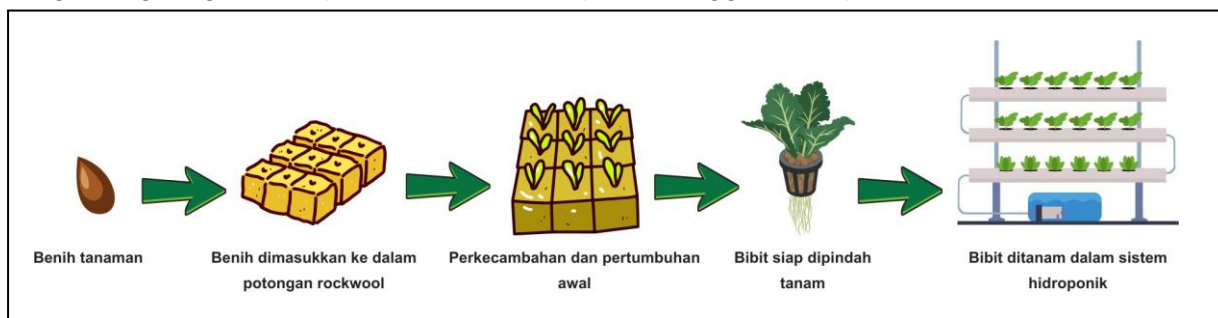 Benih tanaman
Benih dimasukkan ke dalam
potongan rockwool
Perkecambahan dan pertumbuhan
awal
Bibit siap dipindah
tanam
Bibit ditanam dalam sistem
hidroponik